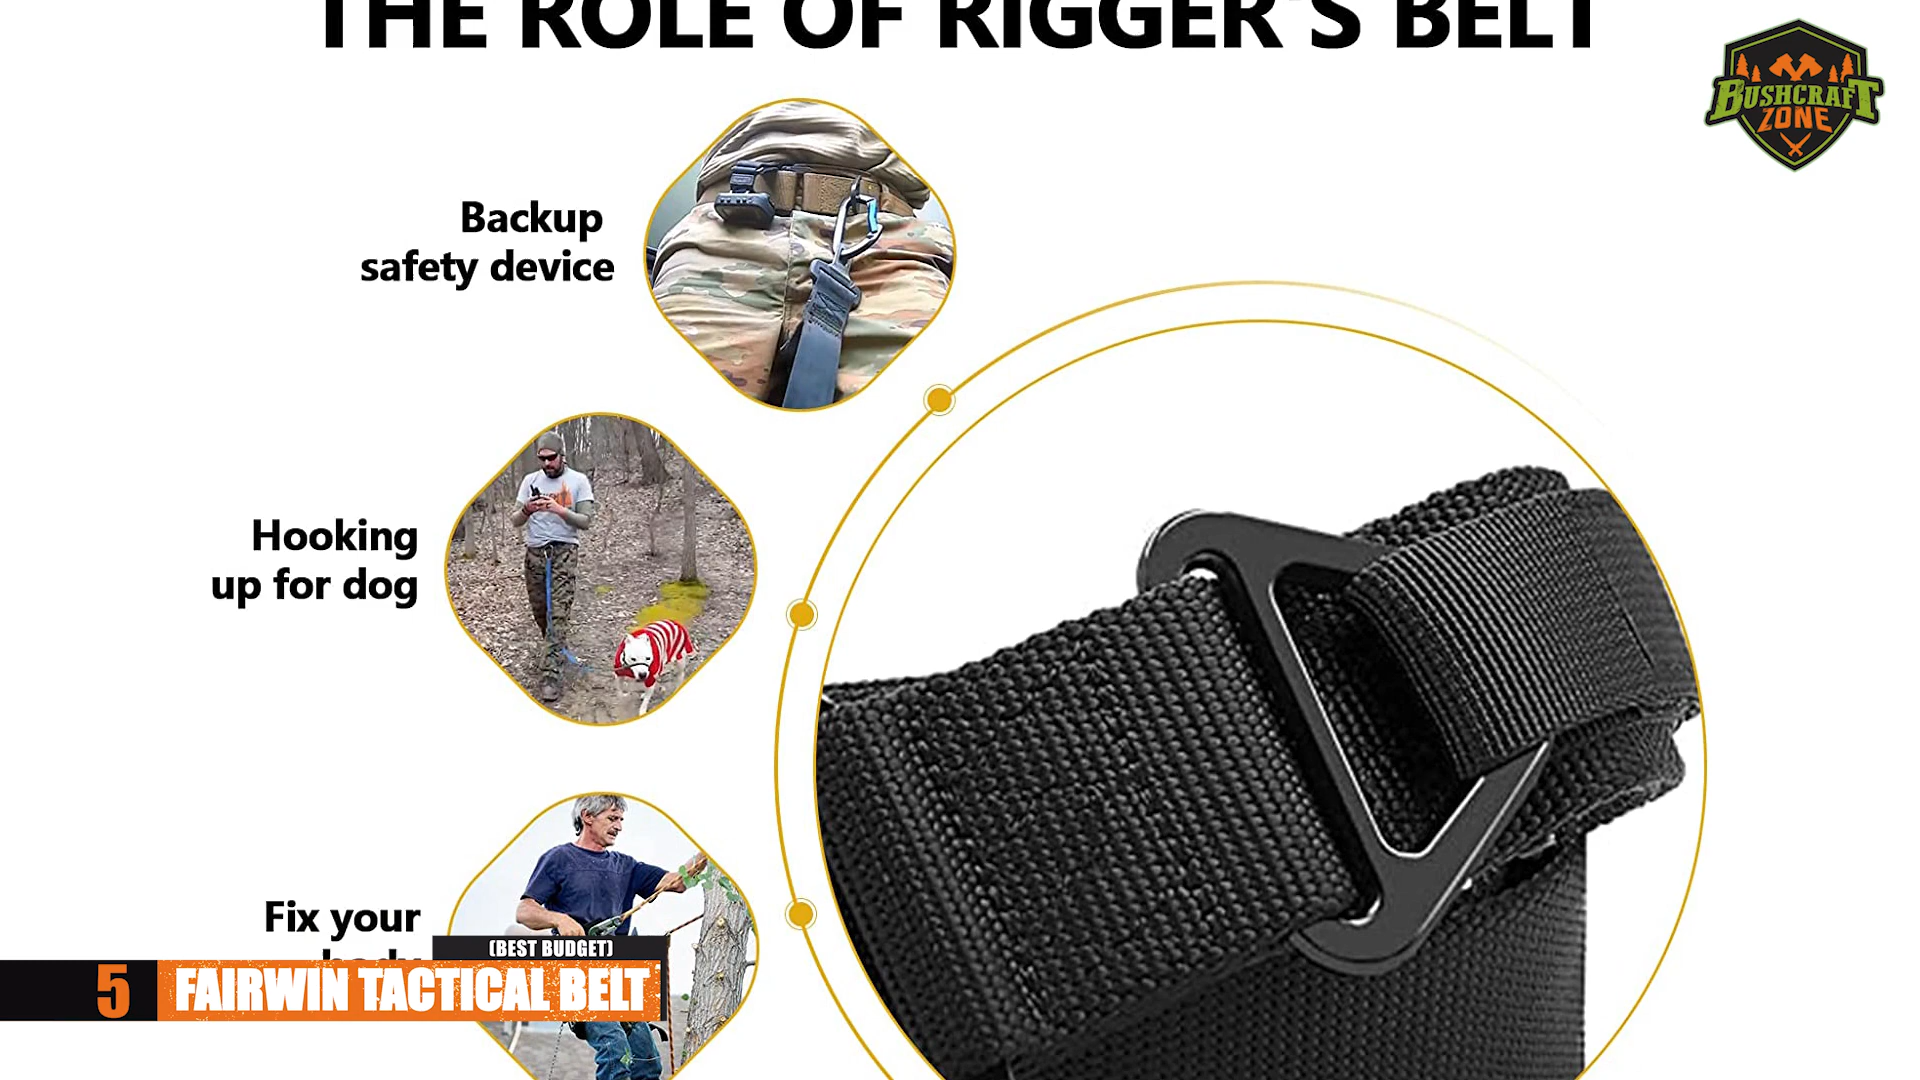 THE ROLE OF RIGGER'S BELT
BUSHCRAFT
ZONE
Backup
safety device
Hooking
up for dog
Fix your
body
(BEST BUDGET)
5 FAIRWIN TACTICAL BELT